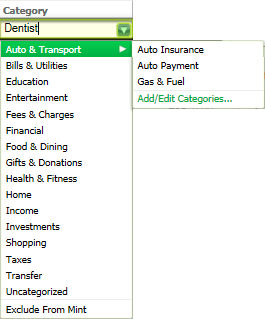 Category
Dentist
Auto & Transport
Bills & Utilities
Education
Entertainment
Fees & Charges
Financial
Food & Dining
Gifts & Donations
Health & Fitness
Home
Income
Investments
Shopping
Taxes
Transfer
Uncategorized
Exclude From Mint
Auto Insurance
Auto Payment
Gas & Fuel
Add/Edit Categories...